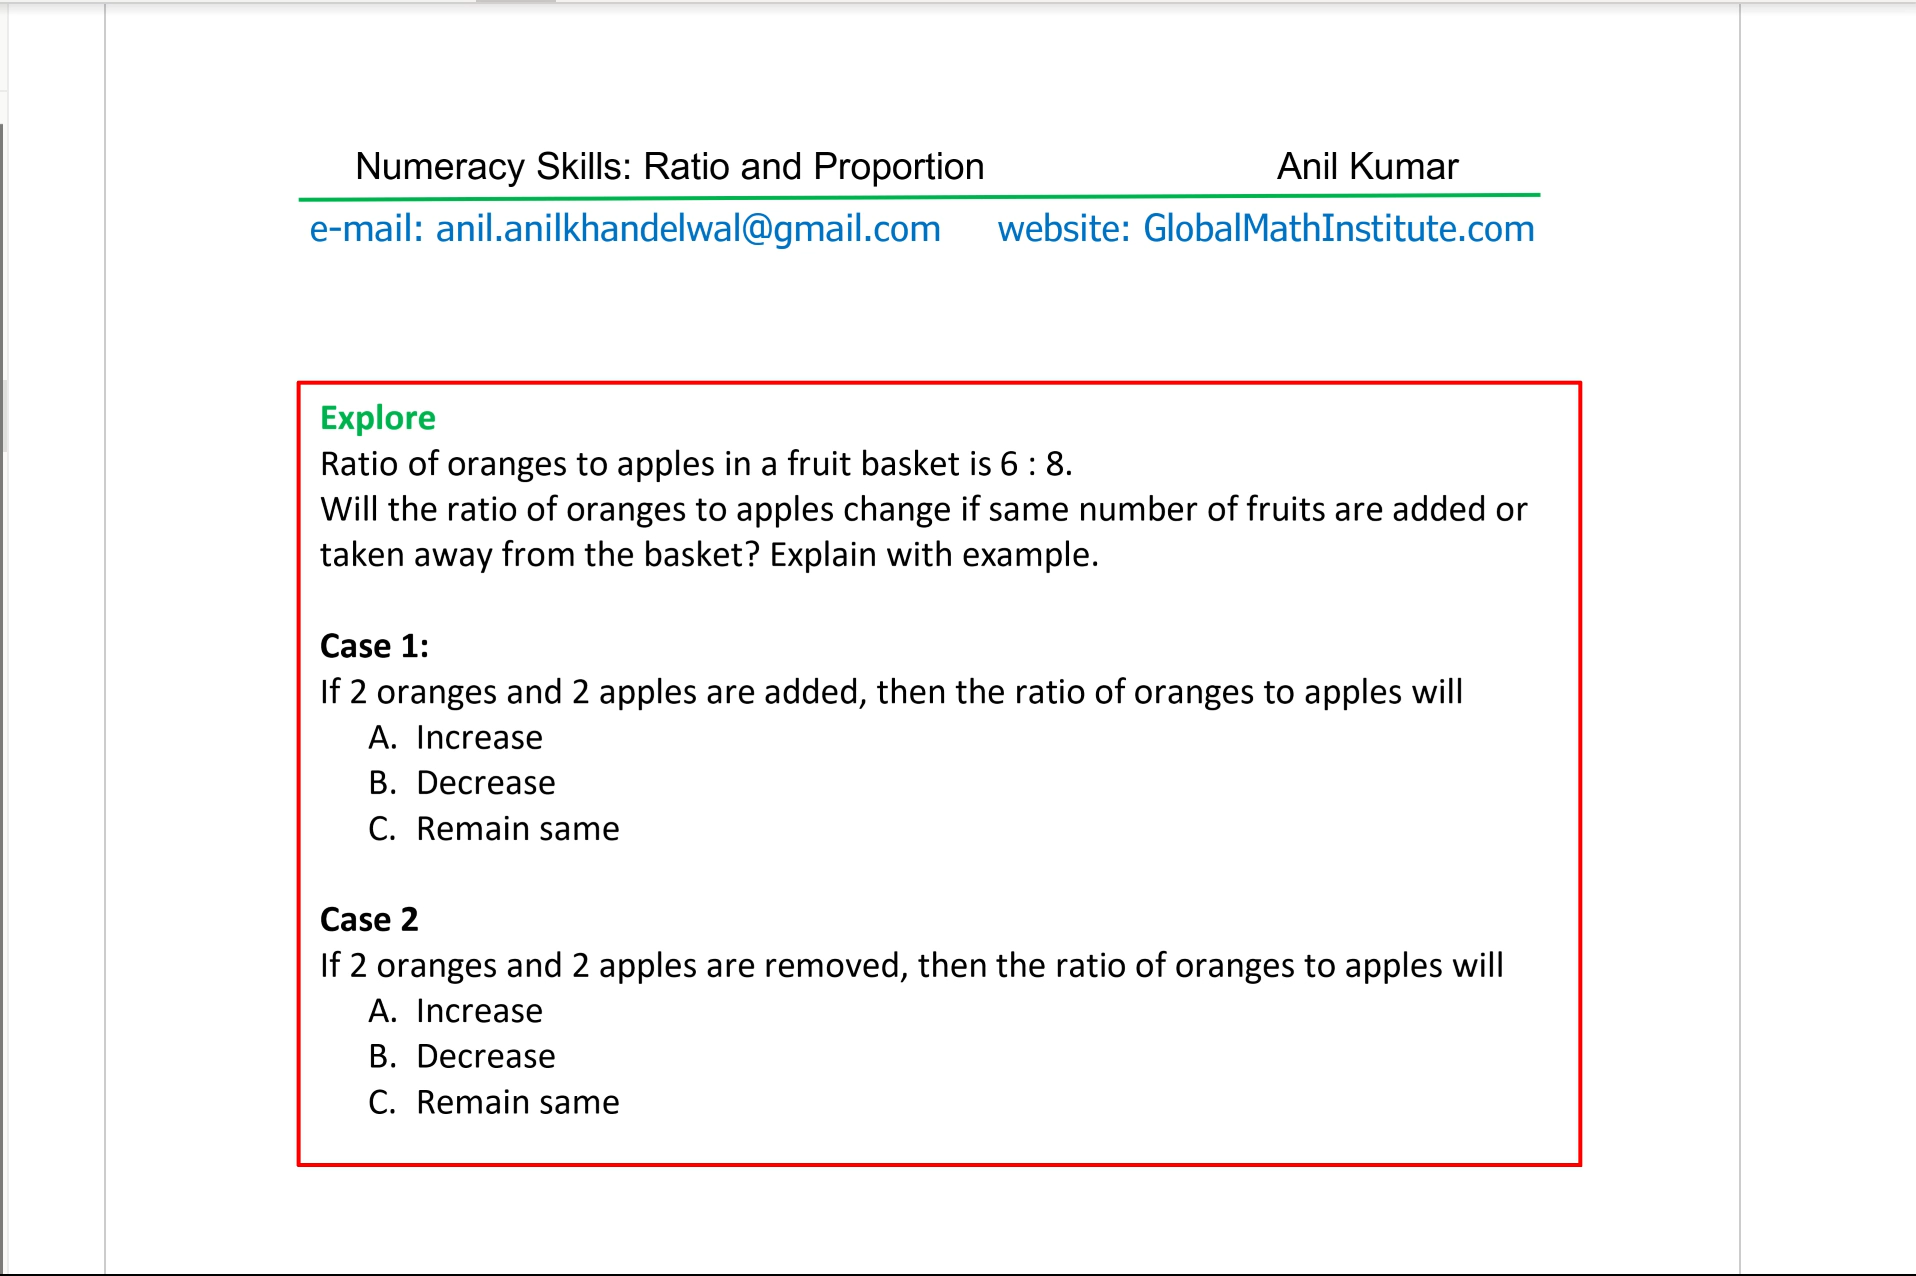 Numeracy Skills: Ratio and Proportion Anil Kumar
e-mail: anil.anilkhandelwal@gmail.com website: GlobalMathInstitute.com
Explore
Ratio of oranges to apples in a fruit basket is 6 : 8.
Will the ratio of oranges to apples change if same number of fruits are added or
taken away from the basket? Explain with example.
Case 1:
If 2 oranges and 2 apples are added, then the ratio of oranges to apples will
A. Increase
B. Decrease
C. Remain same
Case 2
If 2 oranges and 2 apples are removed, then the ratio of oranges to apples will
A. Increase
B. Decrease
C. Remain same